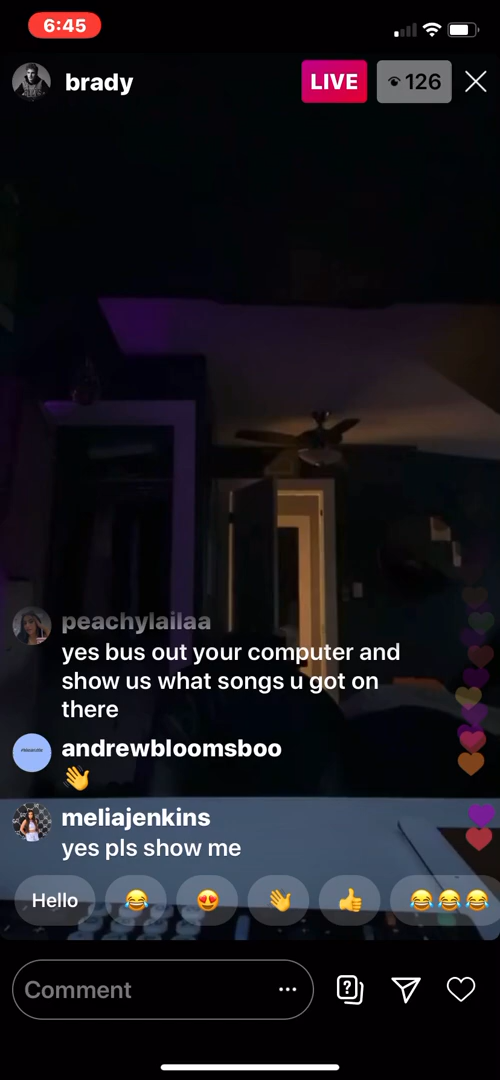 6:45
brady
LIVE
126
peachylailaa
yes bus out your computer and
show us what songs u got on
there
andrewbloomsboo
👋
meliajenkins
yes pls show me
Hello 😂 😍 👋 👍 😂😂😂
Comment ...